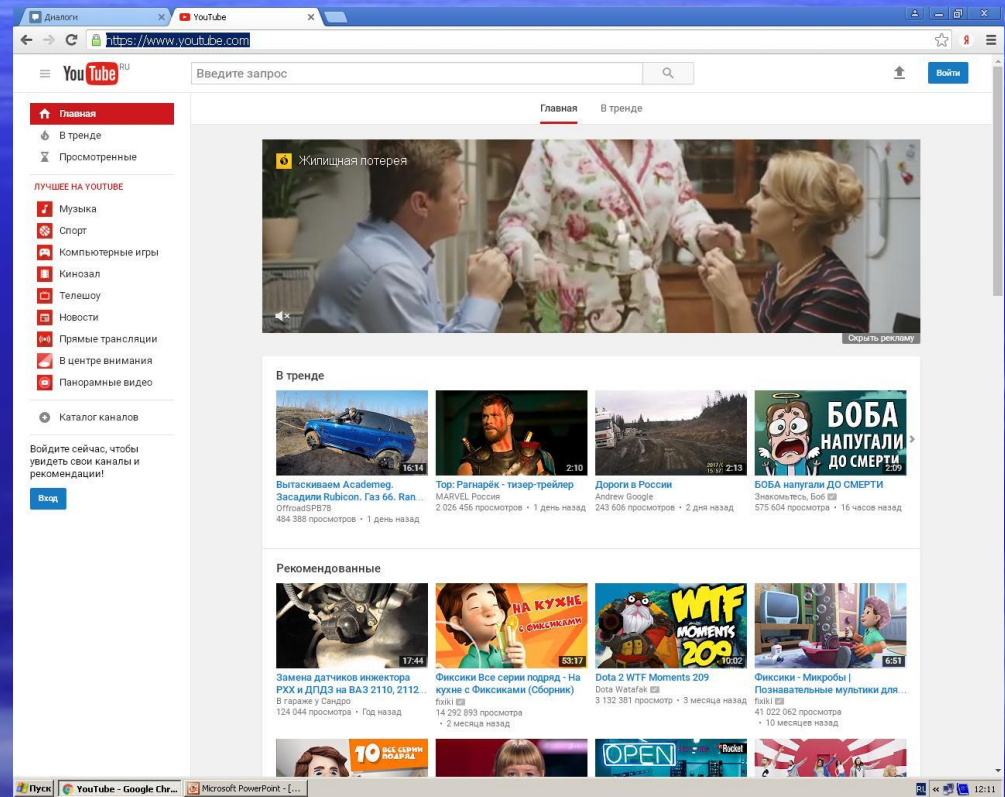 Диалоги
YouTube
https://www.youtube.com
You Tube RU
Введите запрос
Войти
Главная
В тренде
Просмотренные
ЛУЧШЕЕ НА YOUTUBE
Музыка
Спорт
Компьютерные игры
Кинозал
Телешоу
Новости
Прямые трансляции
В центре внимания
Панорамные видео
Каталог каналов
Войдите сейчас, чтобы
увидеть свои каналы и
рекомендации!
Вход
Главная В тренде
Жилищная лотерея
Скрыть рекламу
В тренде
16:14
Вытаскиваем Academeg.
Засадили Rubicon. Газ 66. Ran...
OffroadSPB78
484 388 просмотров • 1 день назад
2:10
Тор: Рагнарёк - тизер-трейлер
MARVEL Россия
2 026 456 просмотров • 1 день назад
2:13
Дороги в России
Andrew Google
243 606 просмотров • 2 дня назад
БОБА
НАПУГАЛИ
ДО СМЕРТИ
2:09
БОБА напугали ДО СМЕРТИ
Знакомьтесь, Боб
575 604 просмотра • 16 часов назад
Рекомендованные
17:44
Замена датчиков инжектора
РХХ и ДПДЗ на ВАЗ 2110, 2112...
В гараже у Сандро
124 044 просмотра • Год назад
НА КУХНЕ
С ФИКСИКАМИ
53:17
Фиксики Все серии подряд - На
кухне с Фиксиками (Сборник)
fixiki
14 292 893 просмотра
• 2 месяца назад
WTF
MOMENTS
209
10:02
Dota 2 WTF Moments 209
Dota Watafak
3 132 381 просмотр • 3 месяца назад
6:51
Фиксики - Микробы |
Познавательные мультики для...
fixiki
41 022 062 просмотра
• 10 месяцев назад
10 ВСЕ СЕРИИ
ПОДРЯД
OPEN
Rocket
Пуск
YouTube - Google Chr...
Microsoft PowerPoint - [...
RU
12:11